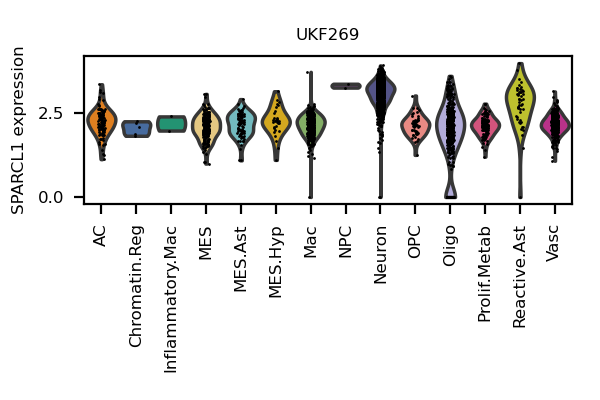 UKF269
SPARCL1 expression
2.5
0.0
AC
Chromatin.Reg
Inflammatory.Mac
MES
MES.Ast
MES.Hyp
Mac
NPC
Neuron
OPC
Oligo
Prolif.Metab
Reactive.Ast
Vasc